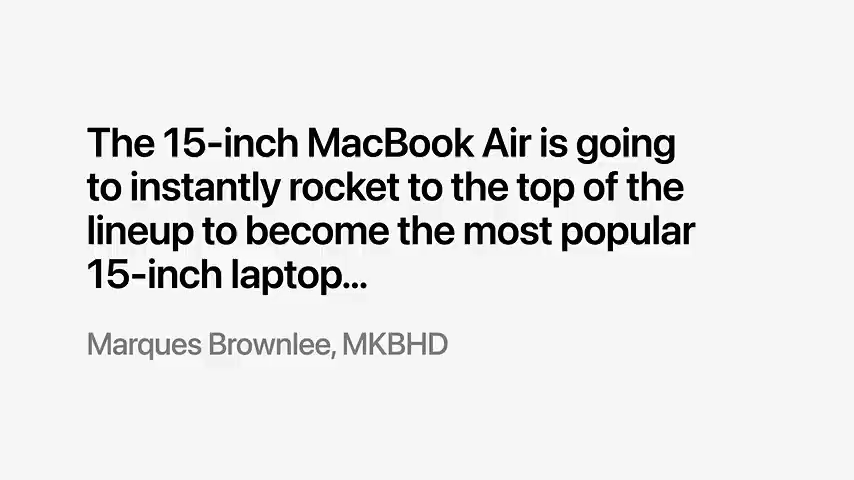 The 15-inch MacBook Air is going
to instantly rocket to the top of the
lineup to become the most popular
15-inch laptop...
Marques Brownlee, MKBHD